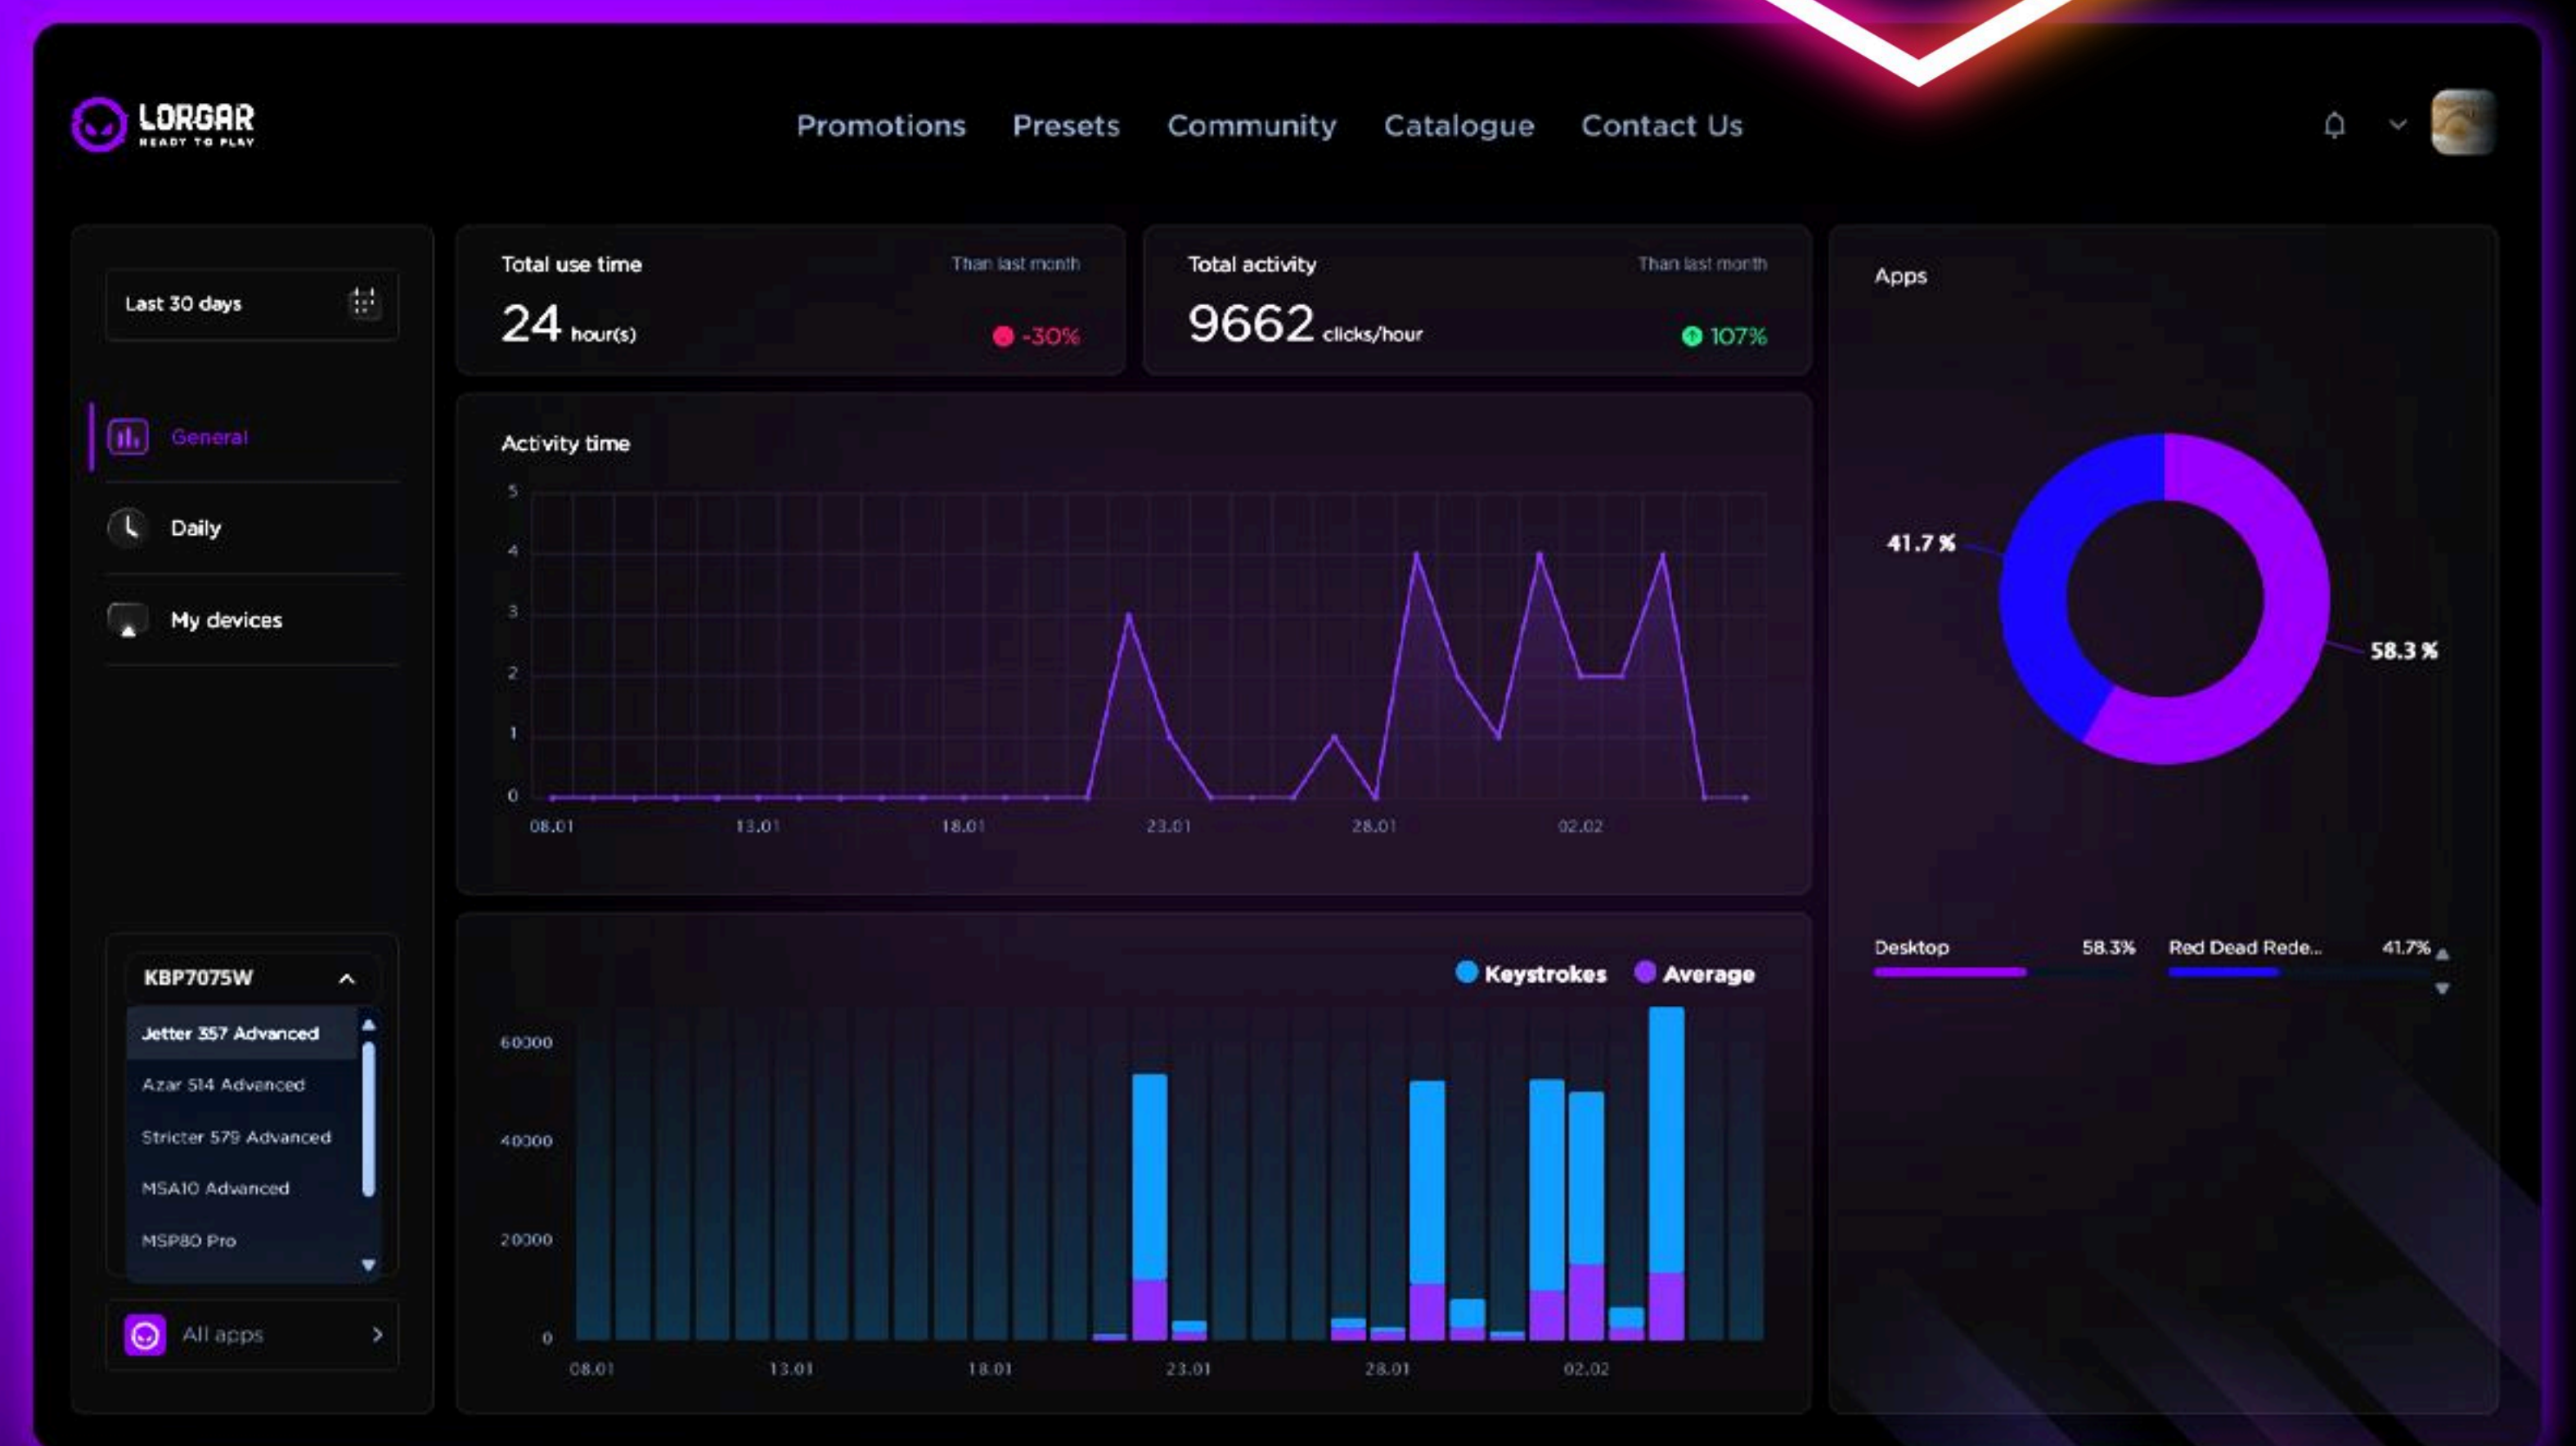 LORGAR
READY TO PLAY
Promotions Presets Community Catalogue Contact Us
Last 30 days
General
Daily
My devices
KBP7075W
Jetter 357 Advanced
Azar 514 Advanced
Stricter 579 Advanced
MSA10 Advanced
MSP80 Pro
All apps
Total use time Than last month
24 hour(s) -30%
Total activity Than last month
9662 clicks/hour 107%
Activity time
5
4
3
2
1
0
08.01 13.01 18.01 23.01 28.01 02.02
Keystrokes Average
60000
40000
20000
0
08.01 13.01 18.01 23.01 28.01 02.02
Apps
41.7 %
58.3 %
Desktop 58.3% Red Dead Rede... 41.7%